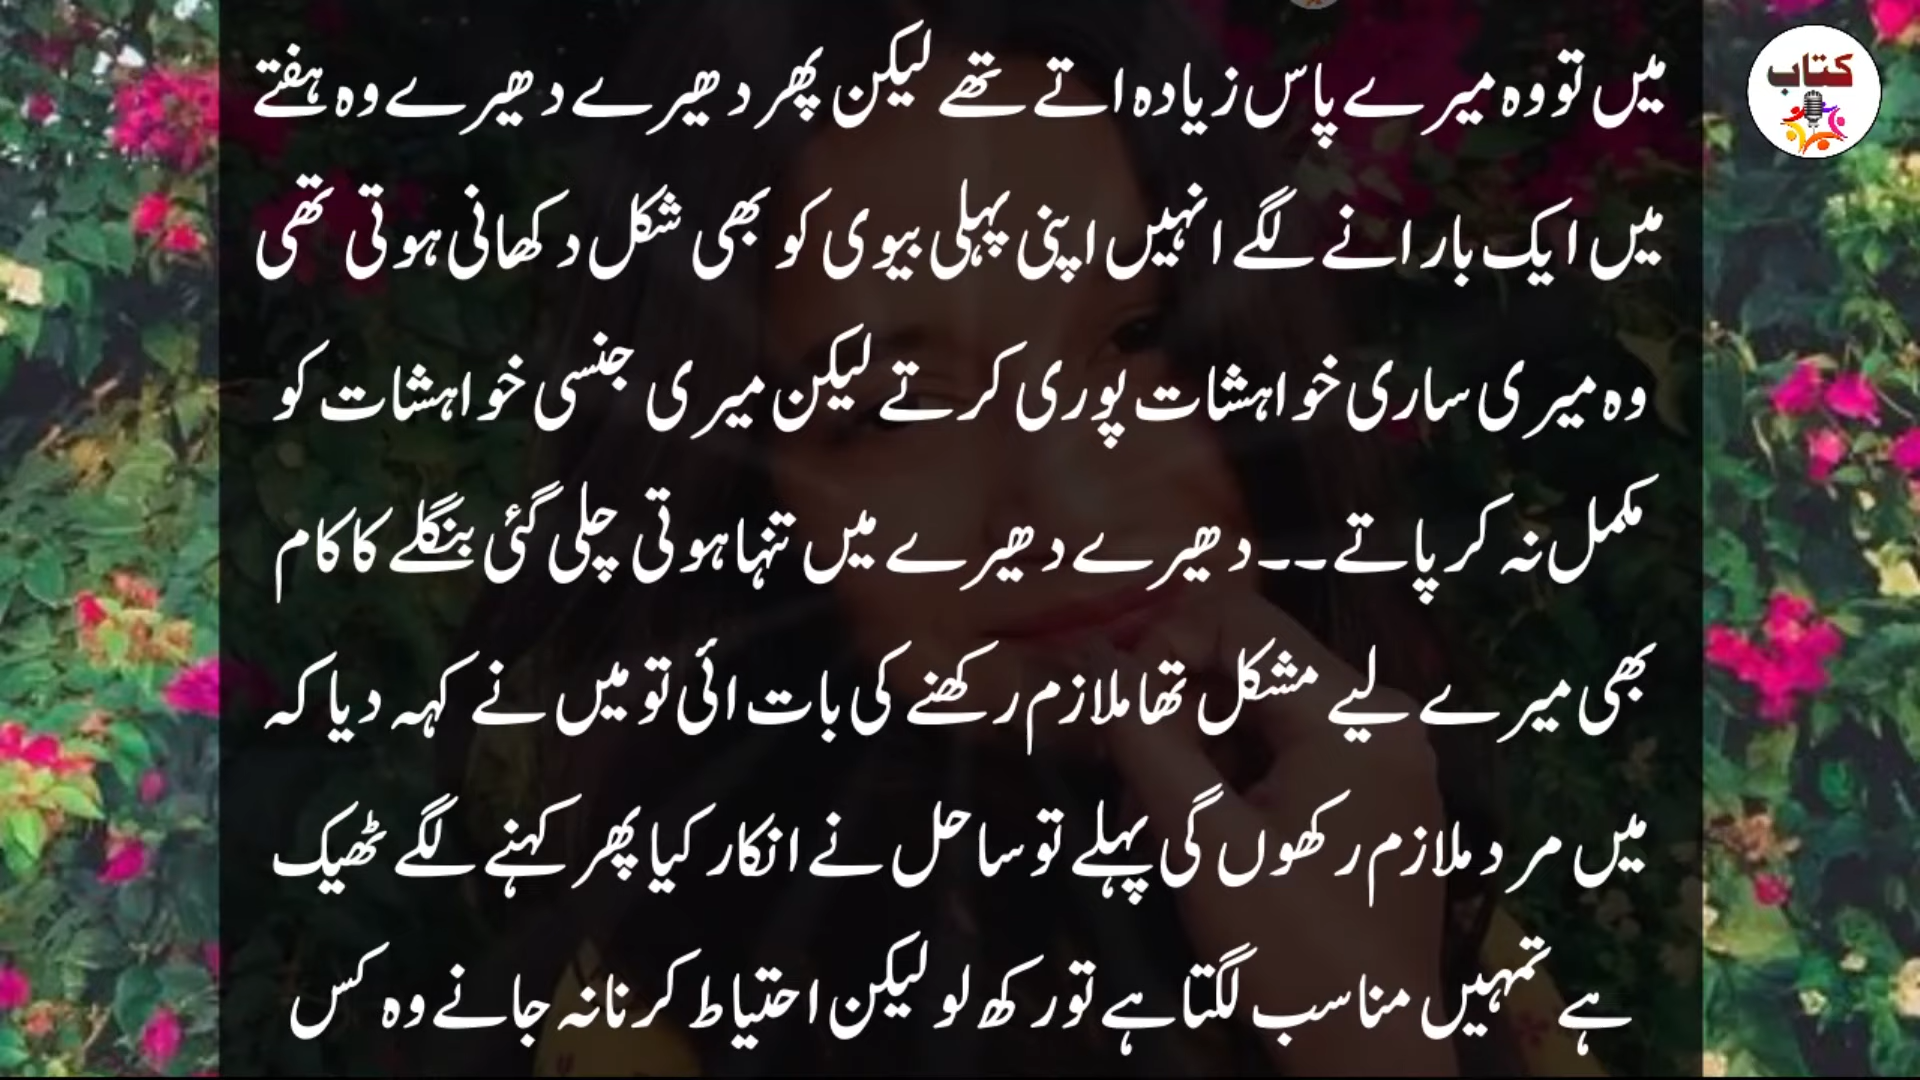 کتاب
میں تو وہ میرے پاس زیادہ اتے تھے لیکن پھر دھیرے دھیرے وہ ہفتے
میں ایک بار انے لگے انہیں اپنی پہلی بیوی کو بھی شکل دکھانی ہوتی تھی
وہ میری ساری خواہشات پوری کرتے لیکن میری جنسی خواہشات کو
مکمل نہ کر پاتے۔۔دھیرے دھیرے میں تنہا ہوتی چلی گئی بنگلے کا کام
بھی میرے لیے مشکل تھا ملازم رکھنے کی بات ائی تو میں نے کہہ دیا کہ
میں مرد ملازم رکھوں گی پہلے تو ساحل نے انکار کیا پھر کہنے لگے ٹھیک
ہے تمہیں مناسب لگتا ہے تو رکھ لو لیکن احتیاط کرنا نہ جانے وہ کس